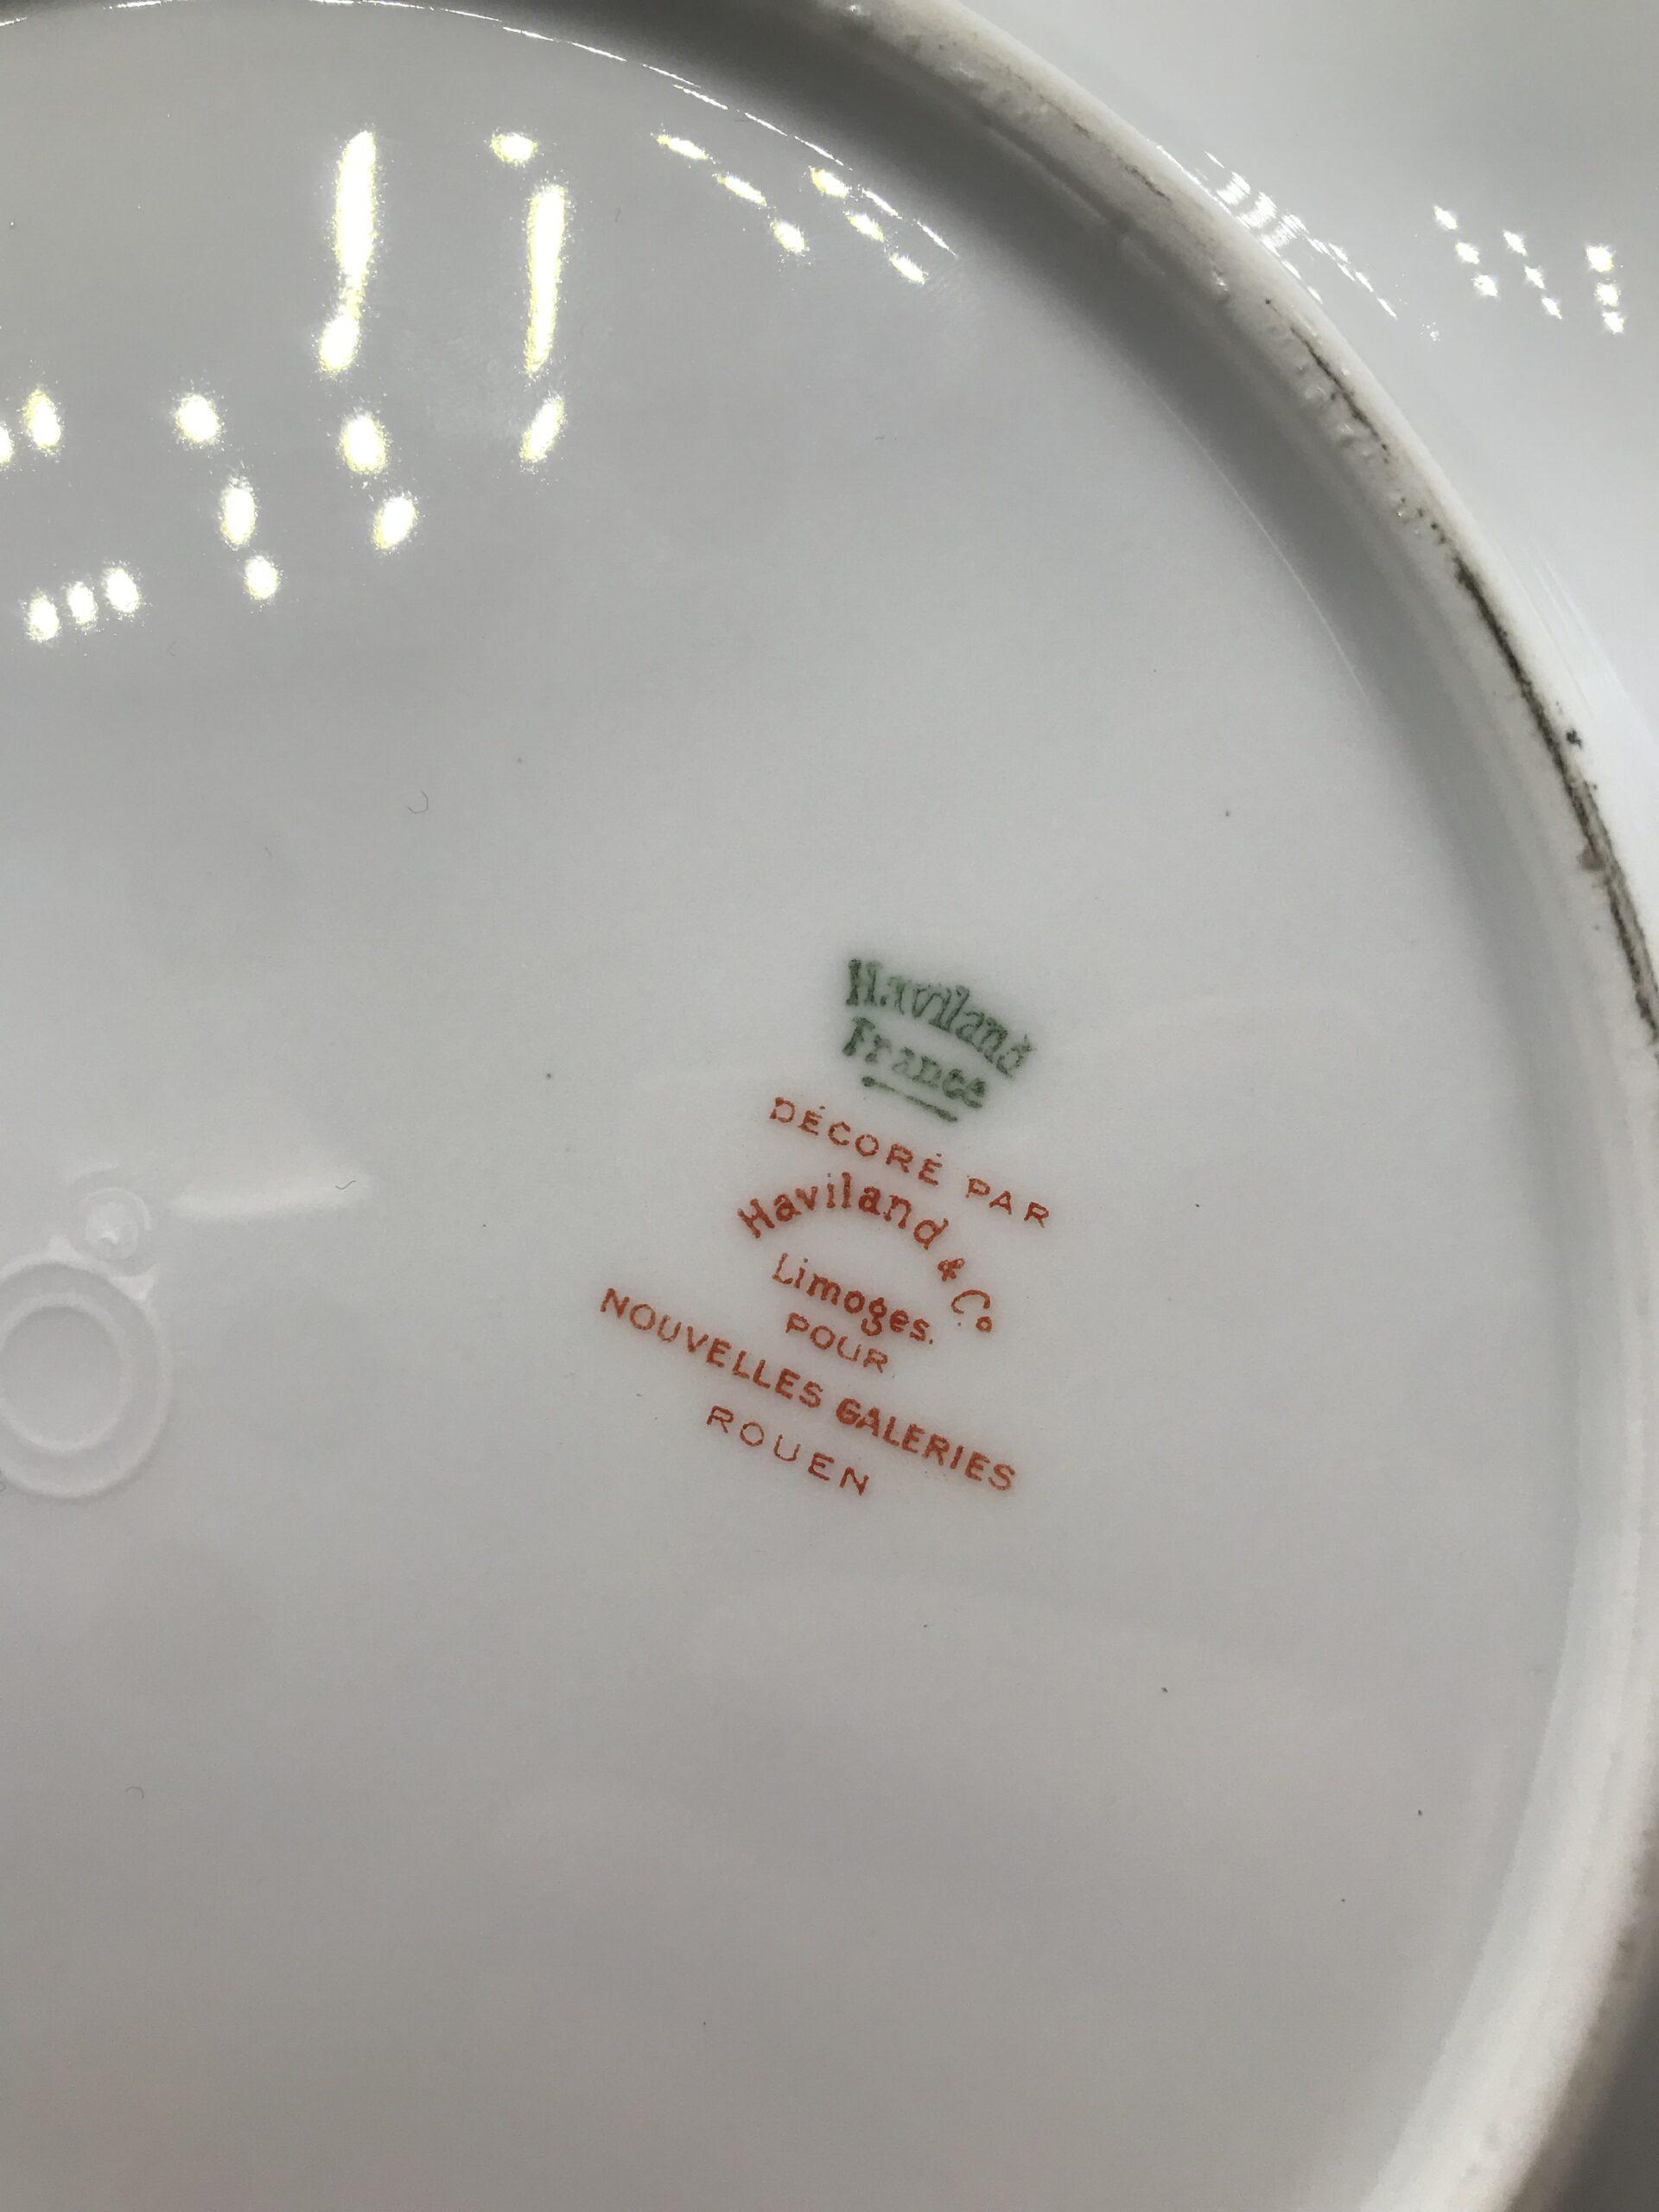 Haviland
France
DÉCORÉ PAR
Haviland & Co
Limoges.
POUR
NOUVELLES GALERIES
ROUEN